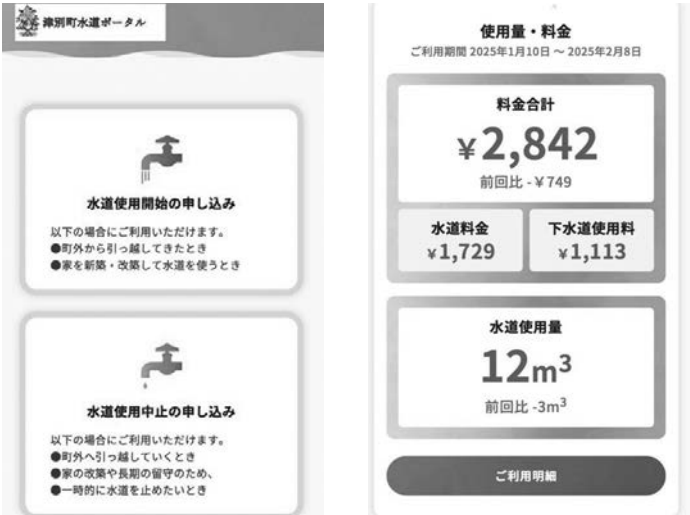 津別町水道ポータル
水道使用開始の申し込み
以下の場合にご利用いただけます。
●町外から引っ越してきたとき
●家を新築・改築して水道を使うとき
水道使用中止の申し込み
以下の場合にご利用いただけます。
●町外へ引っ越していくとき
●家の改築や長期の留守のため、
●一時的に水道を止めたいとき
使用量・料金
ご利用期間 2025年1月10日 ～ 2025年2月8日
料金合計
¥2,842
前回比 -¥749
水道料金
¥1,729
下水道使用料
¥1,113
水道使用量
12m³
前回比 -3m³
ご利用明細